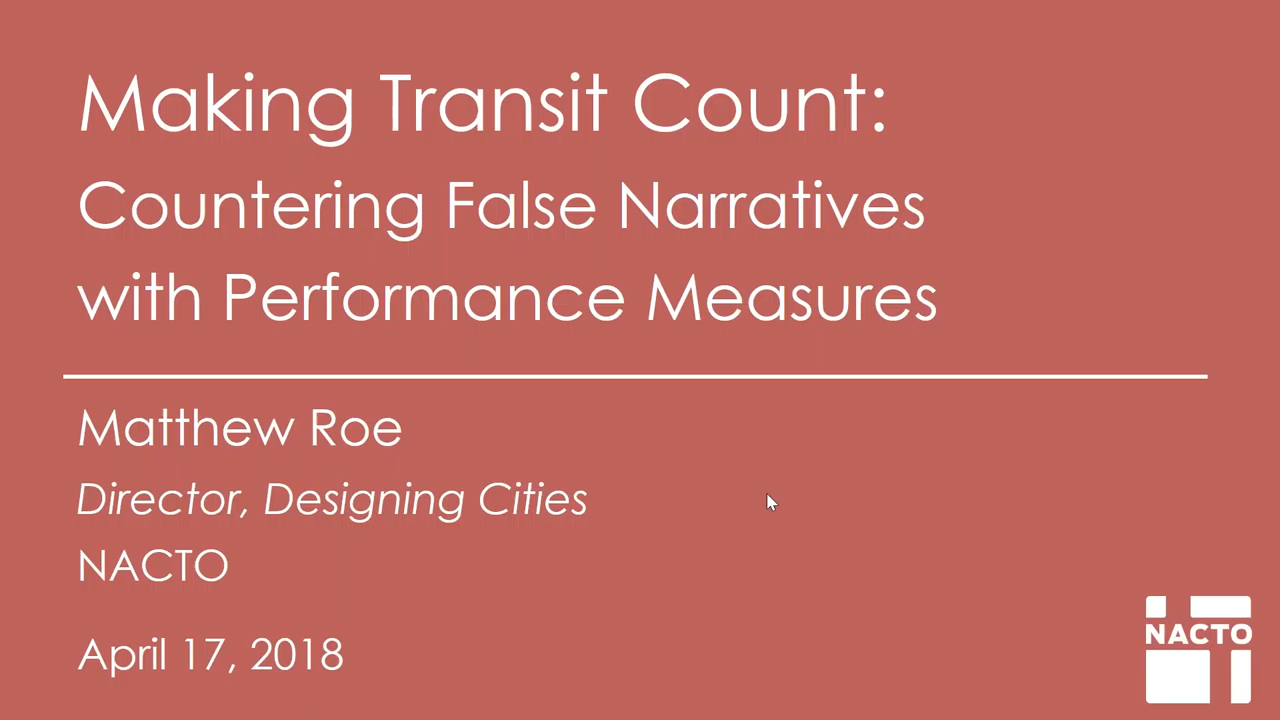 Making Transit Count:
Countering False Narratives
with Performance Measures
Matthew Roe
Director, Designing Cities
NACTO
April 17, 2018
NACTO